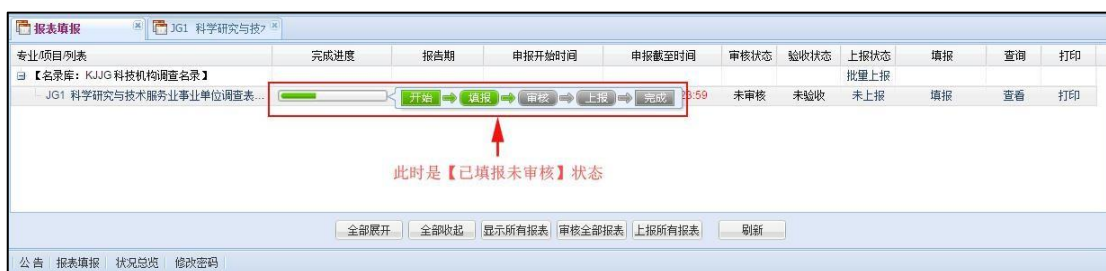 报表填报 JG1 科学研究与技
专业/项目/列表 完成进度 报告期 申报开始时间 申报截至时间 审核状态 验收状态 上报状态 填报 查询 打印
【名录库：KJJG科技机构调查名录】 批里上报
JG1 科学研究与技术服务业事业单位调查表... 开始 填报 审核 上报 完成 :59 未审核 未验收 未上报 填报 查看 打印
此时是【已填报未审核】状态
全部展开 全部收起 显示所有报表 审核全部报表 上报所有报表 刷新
公告 报表填报 状况总览 修改密码